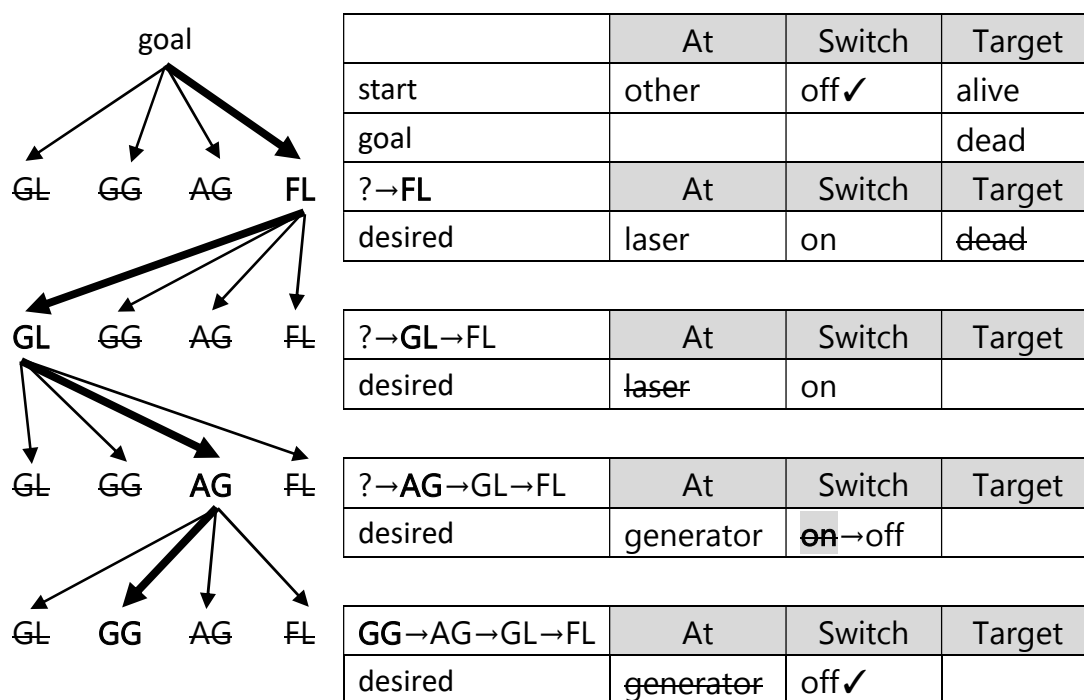 goal
At Switch Target
start other off✓ alive
goal dead
GL GG AG FL
?→FL At Switch Target
desired laser on dead
GL GG AG FL
?→GL→FL At Switch Target
desired laser on
GL GG AG FL
?→AG→GL→FL At Switch Target
desired generator on→off
GL GG AG FL
GG→AG→GL→FL At Switch Target
desired generator off✓